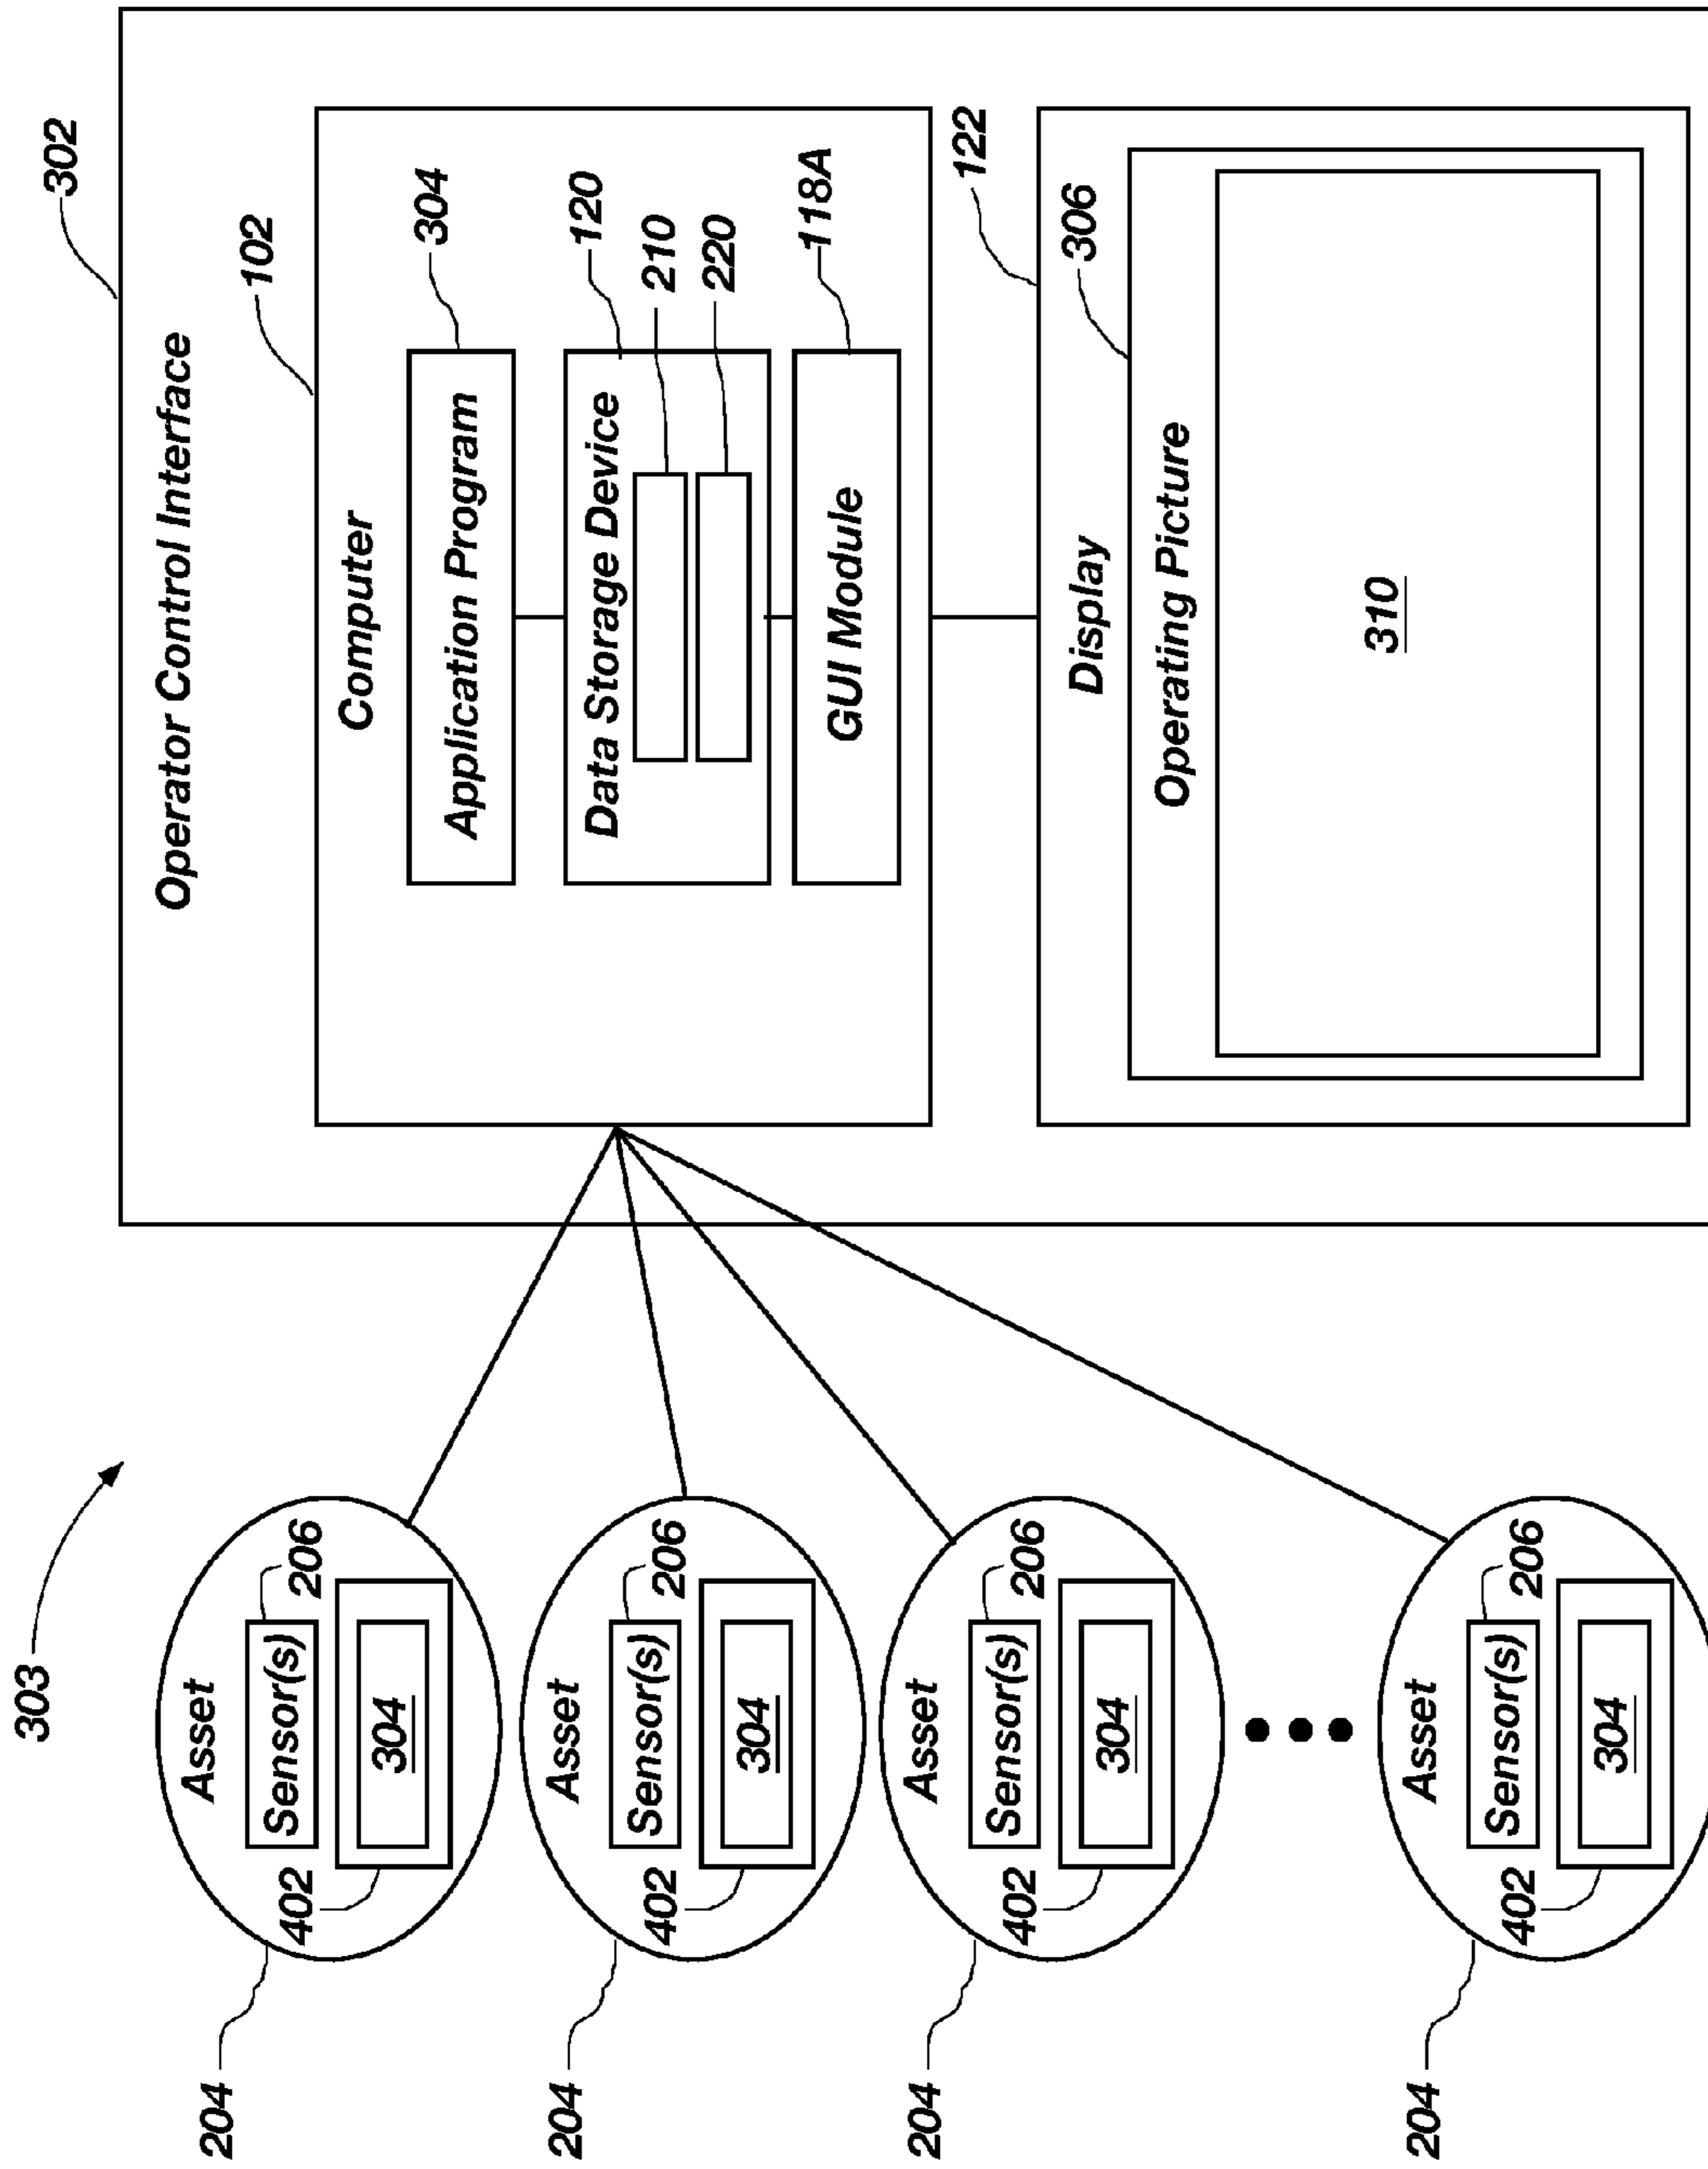 303
302
Operator Control Interface
102
Computer
304
Application Program
120
Data Storage Device
210
220
118A
GUI Module
122
Display
306
Operating Picture
310
204
Asset
Sensor(s)
206
402
304
204
Asset
Sensor(s)
206
402
304
204
Asset
Sensor(s)
206
402
304
204
Asset
Sensor(s)
206
402
304